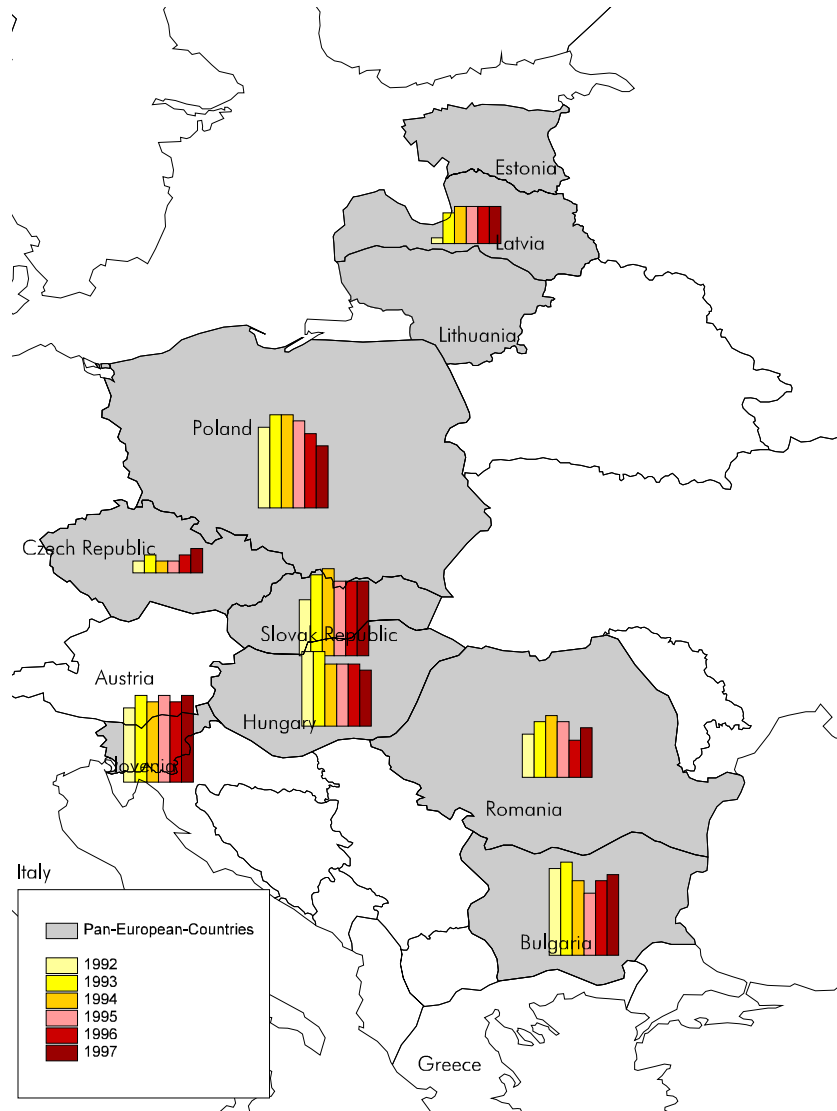 Estonia
Latvia
Lithuania
Poland
Czech Republic
Slovak Republic
Austria
Hungary
Slovenia
Romania
Italy
Bulgaria
Greece
Pan-European-Countries
1992
1993
1994
1995
1996
1997